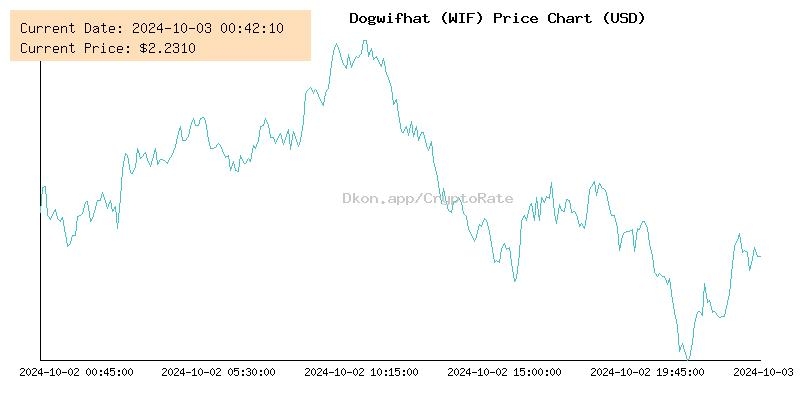 Dogwifhat (WIF) Price Chart (USD)
Current Date: 2024-10-03 00:42:10
Current Price: $2.2310
Dkon.app/CryptoRate
2024-10-02 00:45:00 2024-10-02 05:30:00 2024-10-02 10:15:00 2024-10-02 15:00:00 2024-10-02 19:45:00 2024-10-03